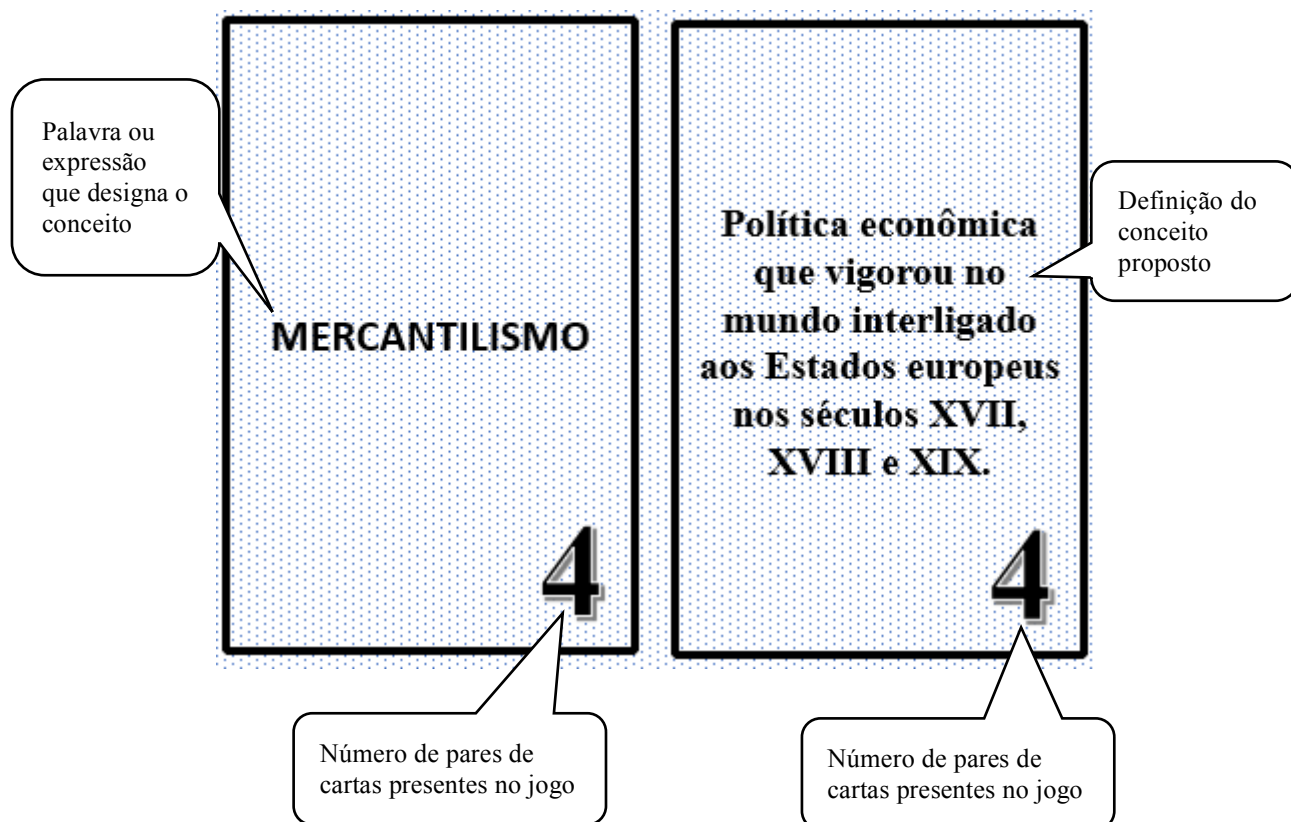 Palavra ou
expressão
que designa o
conceito
MERCANTILISMO
4
Política econômica
que vigorou no
mundo interligado
aos Estados europeus
nos séculos XVII,
XVIII e XIX.
4
Definição do
conceito
proposto
Número de pares de
cartas presentes no jogo
Número de pares de
cartas presentes no jogo